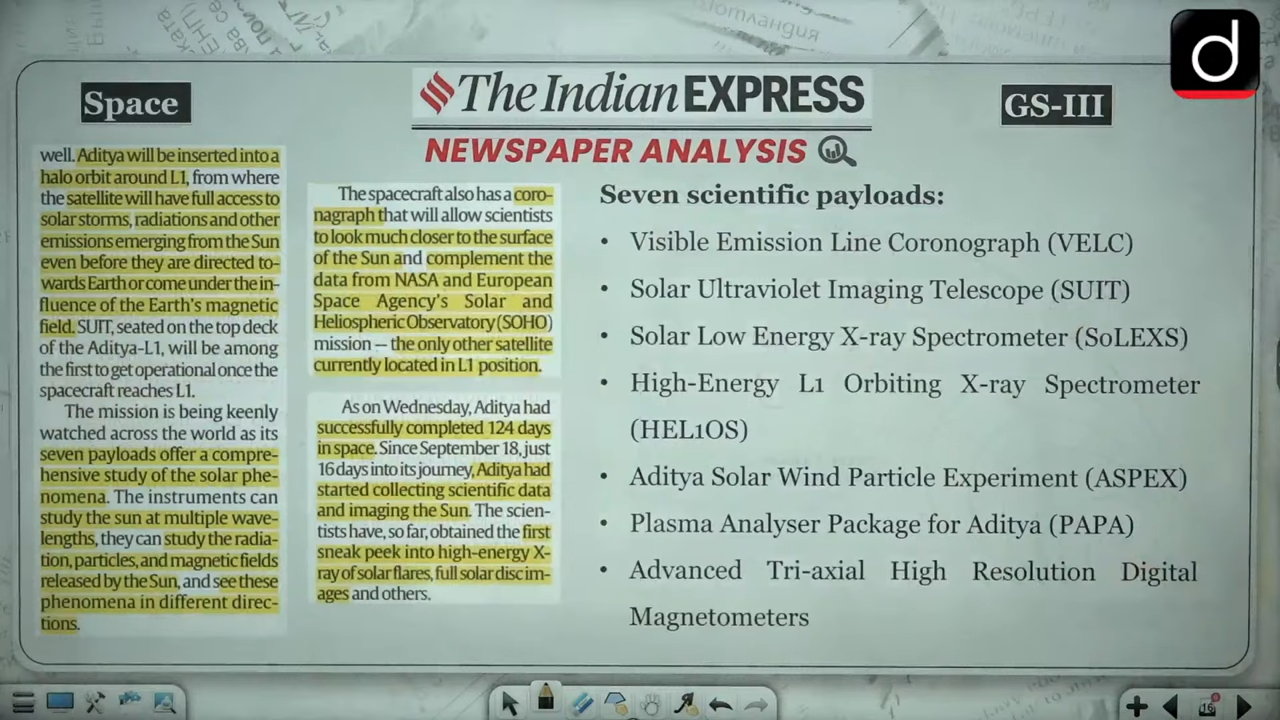 Space
The Indian EXPRESS
GS-III
d
NEWSPAPER ANALYSIS
well. Aditya will be inserted into a
halo orbit around L1, from where
the satellite will have full access to
solar storms, radiations and other
emissions emerging from the Sun
even before they are directed to-
wards Earth or come under the in-
fluence of the Earth's magnetic
field. SUIT, seated on the top deck
of the Aditya-L1, will be among
the first to get operational once the
spacecraft reaches L1.
The mission is being keenly
watched across the world as its
seven payloads offer a compre-
hensive study of the solar phe-
nomena. The instruments can
study the sun at multiple wave-
lengths, they can study the radia-
tion, particles, and magnetic fields
released by the Sun, and see these
phenomena in different direc-
tions.
The spacecraft also has a coro-
nagraph that will allow scientists
to look much closer to the surface
of the Sun and complement the
data from NASA and European
Space Agency's Solar and
Heliospheric Observatory (SOHO)
mission — the only other satellite
currently located in L1 position.
As on Wednesday, Aditya had
successfully completed 124 days
in space. Since September 18, just
16 days into its journey, Aditya had
started collecting scientific data
and imaging the Sun. The scien-
tists have, so far, obtained the first
sneak peek into high-energy X-
ray of solar flares, full solar disc im-
ages and others.
Seven scientific payloads:
• Visible Emission Line Coronograph (VELC)
• Solar Ultraviolet Imaging Telescope (SUIT)
• Solar Low Energy X-ray Spectrometer (SoLEXS)
• High-Energy L1 Orbiting X-ray Spectrometer
(HEL1OS)
• Aditya Solar Wind Particle Experiment (ASPEX)
• Plasma Analyser Package for Aditya (PAPA)
• Advanced Tri-axial High Resolution Digital
Magnetometers
16